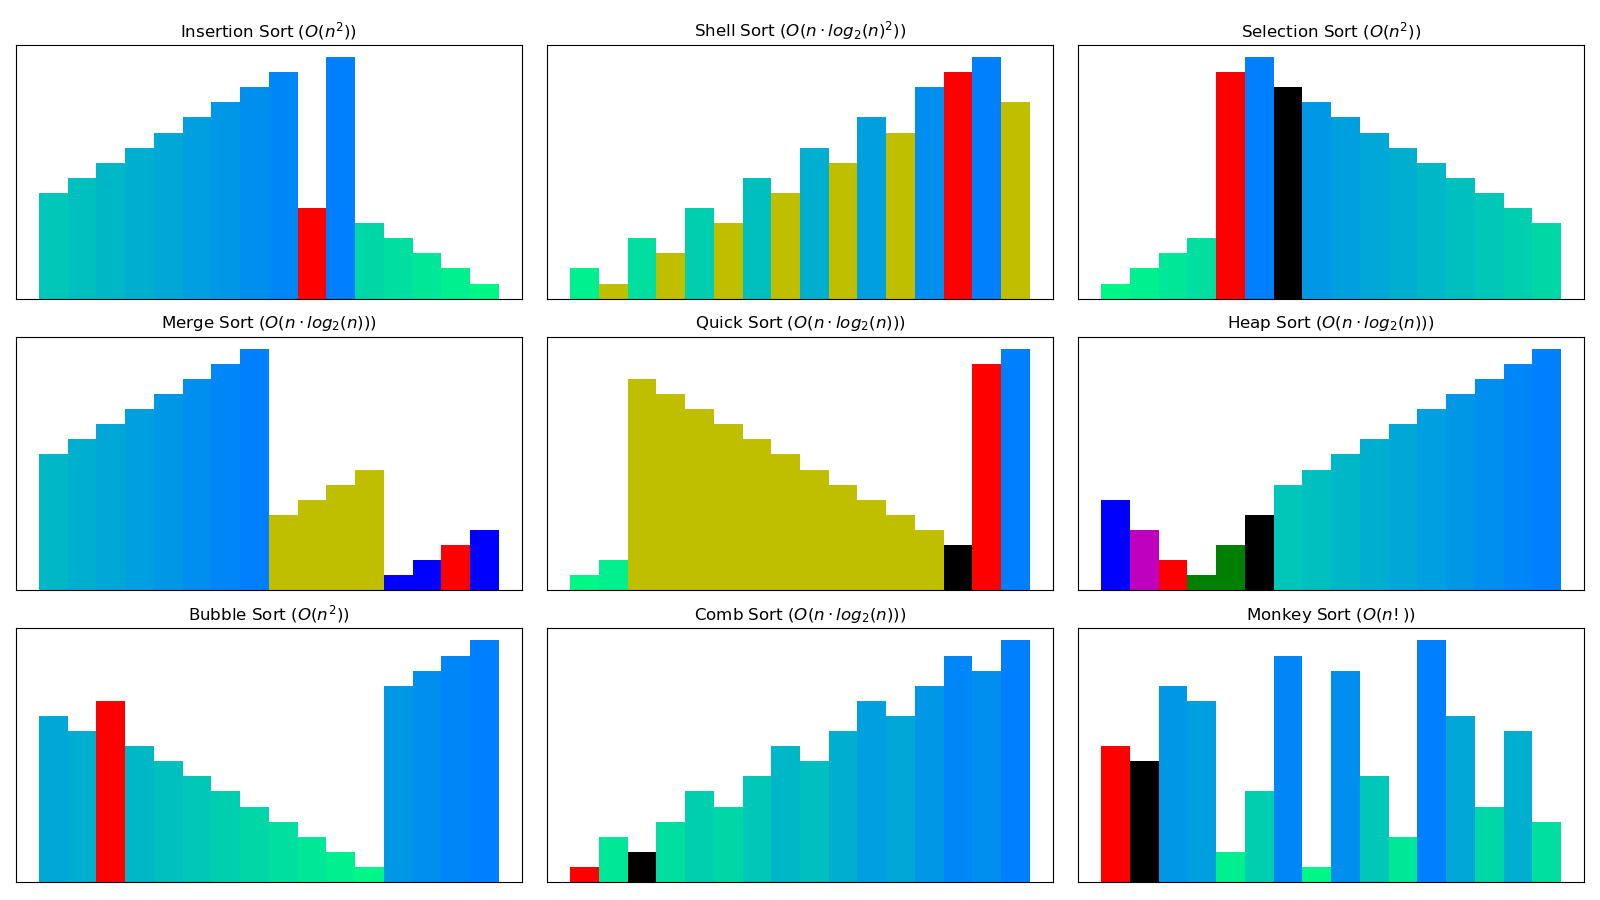 Insertion Sort (O(n²))
Shell Sort (O(n · log₂(n)²))
Selection Sort (O(n²))
Merge Sort (O(n · log₂(n)))
Quick Sort (O(n · log₂(n)))
Heap Sort (O(n · log₂(n)))
Bubble Sort (O(n²))
Comb Sort (O(n · log₂(n)))
Monkey Sort (O(n!))